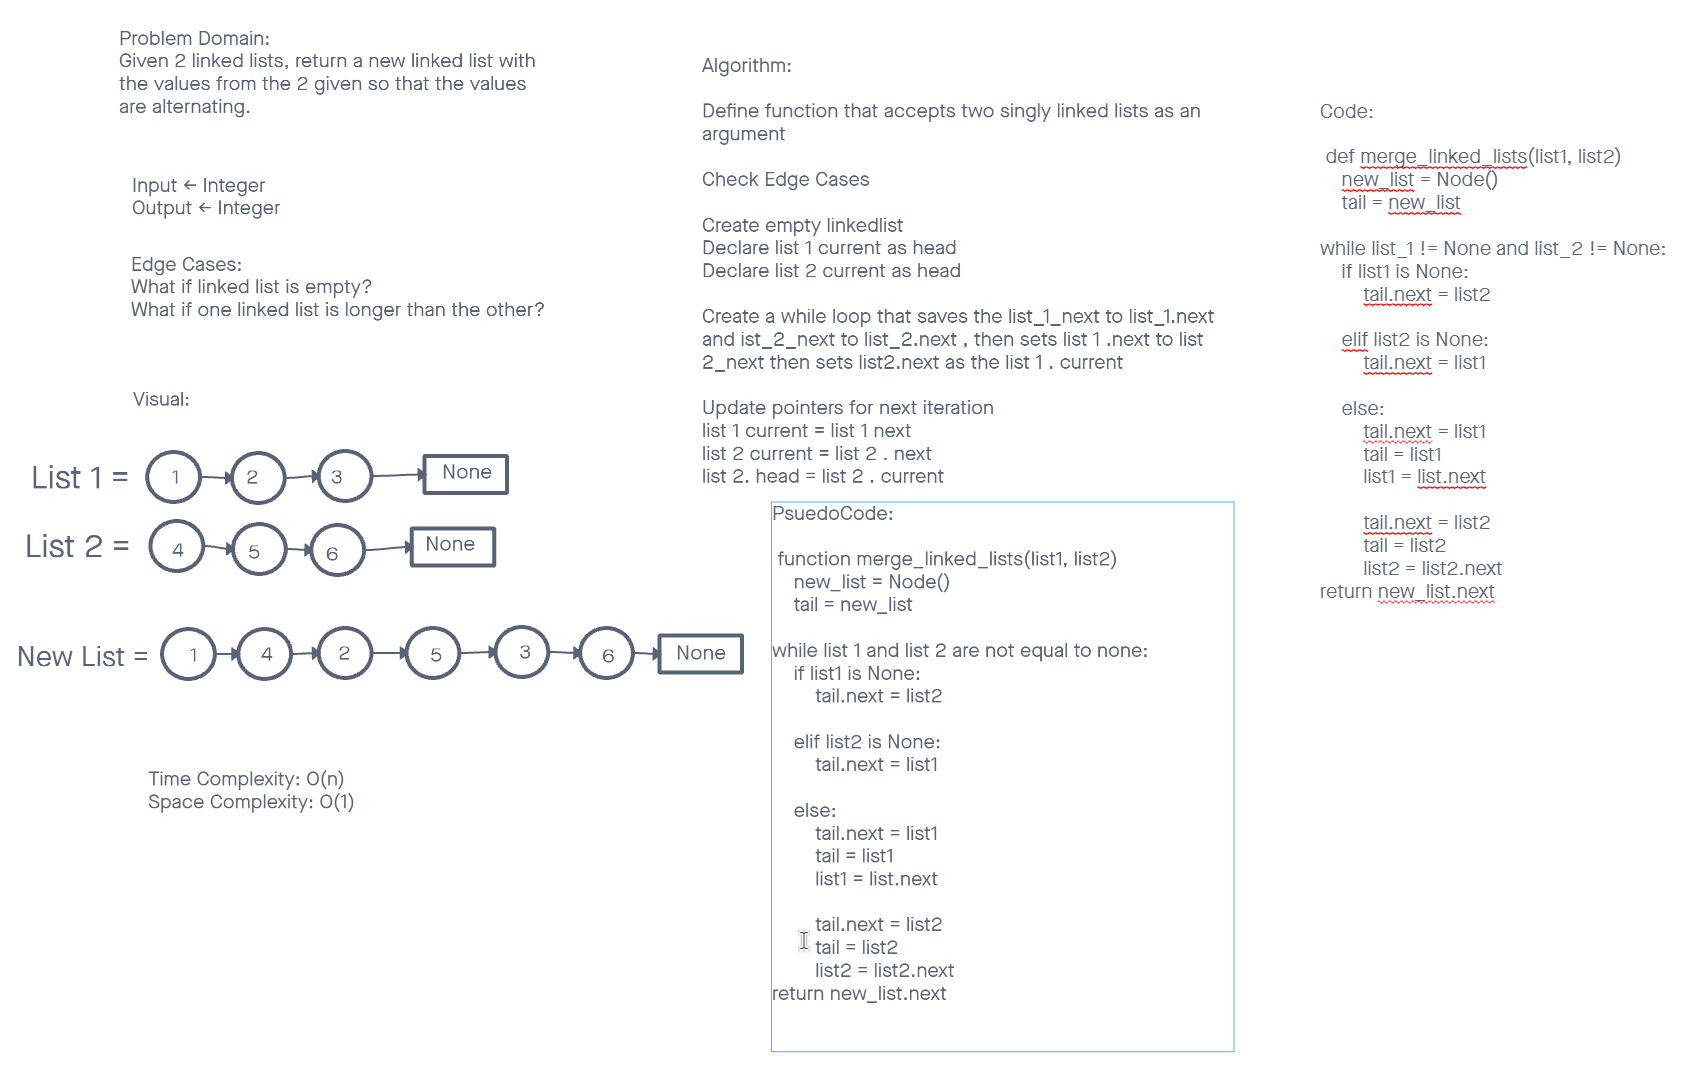 Problem Domain:
Given 2 linked lists, return a new linked list with
the values from the 2 given so that the values
are alternating.
Input ← Integer
Output ← Integer
Edge Cases:
What if linked list is empty?
What if one linked list is longer than the other?
Visual:
List 1 = 1 2 3 None
List 2 = 4 5 6 None
New List = 1 4 2 5 3 6 None
Time Complexity: O(n)
Space Complexity: O(1)
Algorithm:
Define function that accepts two singly linked lists as an
argument
Check Edge Cases
Create empty linkedlist
Declare list 1 current as head
Declare list 2 current as head
Create a while loop that saves the list_1_next to list_1.next
and ist_2_next to list_2.next , then sets list 1 .next to list
2_next then sets list2.next as the list 1 . current
Update pointers for next iteration
list 1 current = list 1 next
list 2 current = list 2 . next
list 2. head = list 2 . current
PsuedoCode:
function merge_linked_lists(list1, list2)
new_list = Node()
tail = new_list
while list 1 and list 2 are not equal to none:
if list1 is None:
tail.next = list2
elif list2 is None:
tail.next = list1
else:
tail.next = list1
tail = list1
list1 = list.next
tail.next = list2
tail = list2
list2 = list2.next
return new_list.next
Code:
def merge_linked_lists(list1, list2)
new_list = Node()
tail = new_list
while list_1 != None and list_2 != None:
if list1 is None:
tail.next = list2
elif list2 is None:
tail.next = list1
else:
tail.next = list1
tail = list1
list1 = list.next
tail.next = list2
tail = list2
list2 = list2.next
return new_list.next